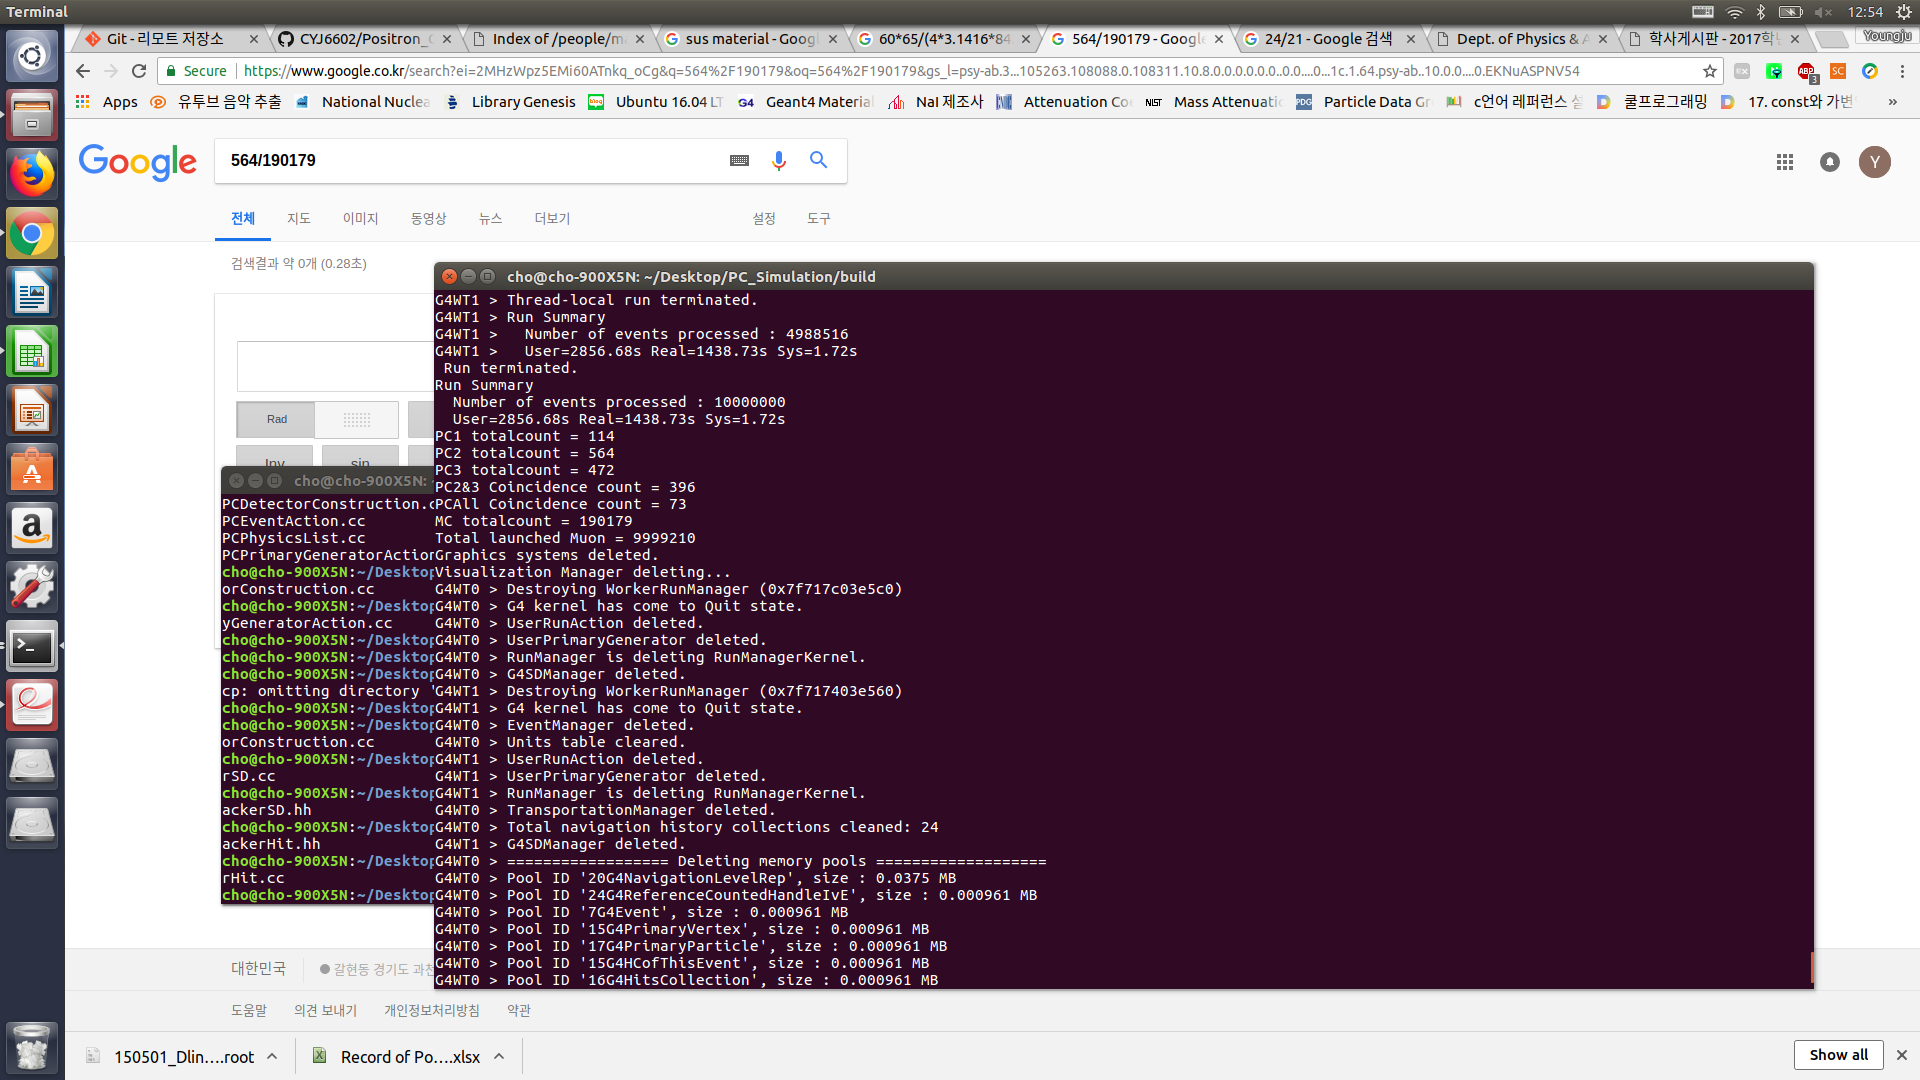 Terminal
12:54
Git - 리모트 저장소
CYJ6602/Positron_
Index of /people/m
sus material - Goog
60*65/(4*3.1416*84
564/190179 - Google
24/21 - Google 검색
Dept. of Physics & A
학사게시판 - 2017학
Youngju
Secure
https://www.google.co.kr/search?ei=2MHzWpz5EMi60ATnkq_oCg&q=564%2F190179&oq=564%2F190179&gs_l=psy-ab.3...105263.108088.0.108311.10.8.0.0.0.0.0.0..0.0....0...1c.1.64.psy-ab..10.0.0....0.EKNuASPNV54
Apps
유투브 음악 추출
National Nuclea
Library Genesis
Ubuntu 16.04 LT
Geant4 Material
NaI 제조사
Attenuation Co
Mass Attenuati
Particle Data Gr
c언어 레퍼런스 설
쿨프로그래밍
17. const와 가변
»
Google
564/190179
Y
전체 지도 이미지 동영상 뉴스 더보기 설정 도구
검색결과 약 0개 (0.28초)
Rad
Inv sin
cho@cho-900X5N: ~/Desktop/PC_Simulation/build
G4WT1 > Thread-local run terminated.
G4WT1 > Run Summary
G4WT1 >   Number of events processed : 4988516
G4WT1 >   User=2856.68s Real=1438.73s Sys=1.72s
Run terminated.
Run Summary
Number of events processed : 10000000
User=2856.68s Real=1438.73s Sys=1.72s
PC1 totalcount = 114
PC2 totalcount = 564
PC3 totalcount = 472
PC2&3 Coincidence count = 396
PCAll Coincidence count = 73
MC totalcount = 190179
Total launched Muon = 9999210
Graphics systems deleted.
Visualization Manager deleting...
G4WT0 > Destroying WorkerRunManager (0x7f717c03e5c0)
G4WT0 > G4 kernel has come to Quit state.
G4WT0 > UserRunAction deleted.
G4WT0 > UserPrimaryGenerator deleted.
G4WT0 > RunManager is deleting RunManagerKernel.
G4WT0 > G4SDManager deleted.
G4WT1 > Destroying WorkerRunManager (0x7f717403e560)
G4WT1 > G4 kernel has come to Quit state.
G4WT0 > EventManager deleted.
G4WT0 > Units table cleared.
G4WT1 > UserRunAction deleted.
G4WT1 > UserPrimaryGenerator deleted.
G4WT1 > RunManager is deleting RunManagerKernel.
G4WT0 > TransportationManager deleted.
G4WT0 > Total navigation history collections cleaned: 24
G4WT1 > G4SDManager deleted.
G4WT0 > ================== Deleting memory pools ===================
G4WT0 > Pool ID '20G4NavigationLevelRep', size : 0.0375 MB
G4WT0 > Pool ID '24G4ReferenceCountedHandleIvE', size : 0.000961 MB
G4WT0 > Pool ID '7G4Event', size : 0.000961 MB
G4WT0 > Pool ID '15G4PrimaryVertex', size : 0.000961 MB
G4WT0 > Pool ID '17G4PrimaryParticle', size : 0.000961 MB
G4WT0 > Pool ID '15G4HCofThisEvent', size : 0.000961 MB
G4WT0 > Pool ID '16G4HitsCollection', size : 0.000961 MB
cho@cho-900X5N:
PCDetectorConstruction.c
PCEventAction.cc
PCPhysicsList.cc
PCPrimaryGeneratorAction
cho@cho-900X5N:~/Desktop
orConstruction.cc
cho@cho-900X5N:~/Desktop
yGeneratorAction.cc
cho@cho-900X5N:~/Desktop
cho@cho-900X5N:~/Desktop
cho@cho-900X5N:~/Desktop
cp: omitting directory '
cho@cho-900X5N:~/Desktop
cho@cho-900X5N:~/Desktop
orConstruction.cc
cho@cho-900X5N:~/Desktop
rSD.cc
cho@cho-900X5N:~/Desktop
ackerSD.hh
cho@cho-900X5N:~/Desktop
ackerHit.hh
cho@cho-900X5N:~/Desktop
rHit.cc
cho@cho-900X5N:~/Desktop
대한민국 갈현동 경기도 과천
도움말 의견 보내기 개인정보처리방침 약관
150501_Dlin....root
Record of Po....xlsx
Show all